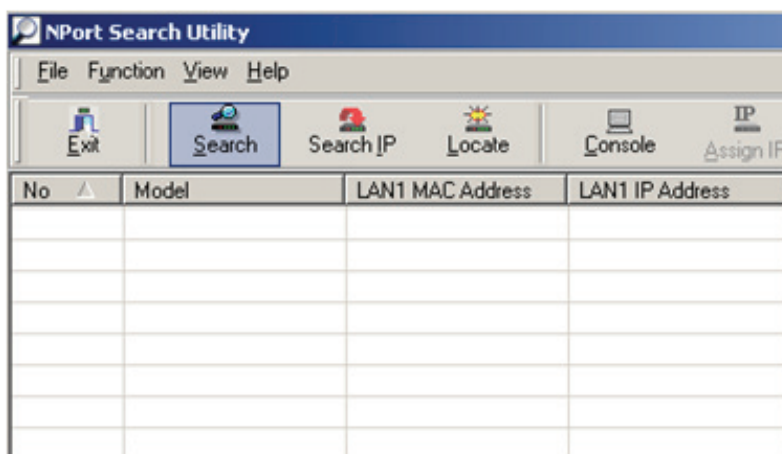 NPort Search Utility
File Function View Help
Exit Search Search IP Locate Console Assign IP
No Model LAN1 MAC Address LAN1 IP Address